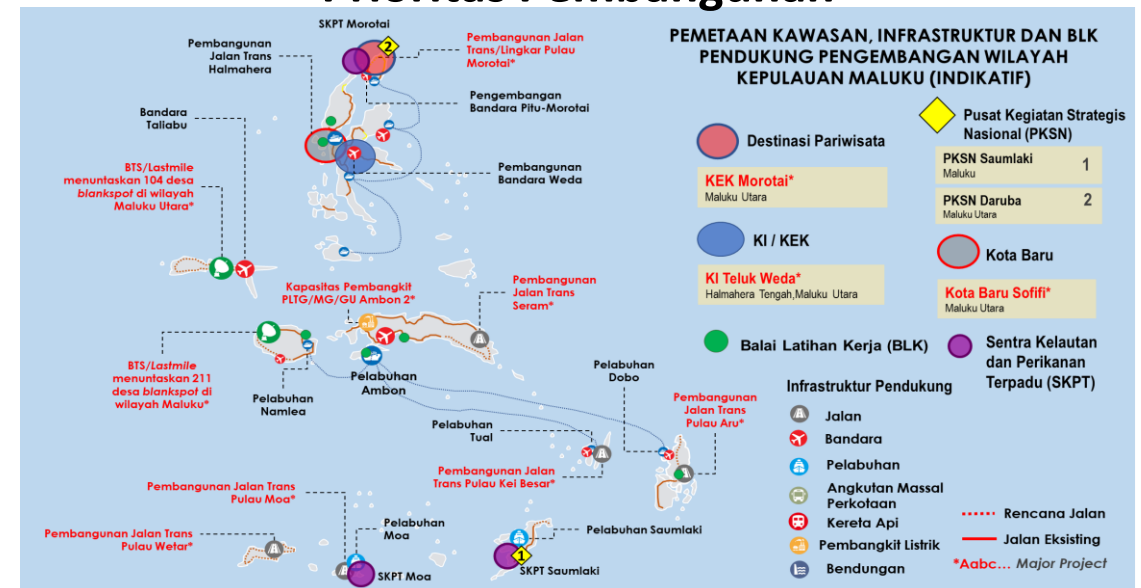 Prioritas Pembangunan
SKPT Morotai
Pembangunan
Jalan Trans
Halmahera
2
Pembangunan Jalan
Trans/Lingkar Pulau
Morotai*
Pengembangan
Bandara Pitu-Morotai
Bandara
Taliabu
BTS/Lastmile
menuntaskan 104 desa
blankspot di wilayah
Maluku Utara*
Pembangunan
Bandara Weda
Kapasitas Pembangkit
PLTG/MG/GU Ambon 2*
Pembangunan
Jalan Trans
Seram*
BTS/Lastmile
menuntaskan 211
desa blankspot di
wilayah Maluku*
Pelabuhan
Namlea
Pelabuhan
Ambon
Pelabuhan
Dobo
Pembangunan
Jalan Trans
Pulau Aru*
Pelabuhan
Tual
Pembangunan Jalan
Trans Pulau Kei Besar*
Pembangunan Jalan Trans
Pulau Moa*
Pembangunan Jalan Trans
Pulau Wetar*
Pelabuhan
Moa
SKPT Moa
Pelabuhan Saumlaki
1
SKPT Saumlaki
PEMETAAN KAWASAN, INFRASTRUKTUR DAN BLK
PENDUKUNG PENGEMBANGAN WILAYAH
KEPULAUAN MALUKU (INDIKATIF)
Destinasi Pariwisata
KEK Morotai*
Maluku Utara
KI / KEK
KI Teluk Weda*
Halmahera Tengah,Maluku Utara
Balai Latihan Kerja (BLK)
Pusat Kegiatan Strategis
Nasional (PKSN)
PKSN Saumlaki 1
Maluku
PKSN Daruba 2
Maluku Utara
Kota Baru
Kota Baru Sofifi*
Maluku Utara
Sentra Kelautan
dan Perikanan
Terpadu (SKPT)
Infrastruktur Pendukung
Jalan
Bandara
Pelabuhan
Angkutan Massal
Perkotaan
Kereta Api
Pembangkit Listrik
Bendungan
Rencana Jalan
Jalan Eksisting
*Aabc... Major Project